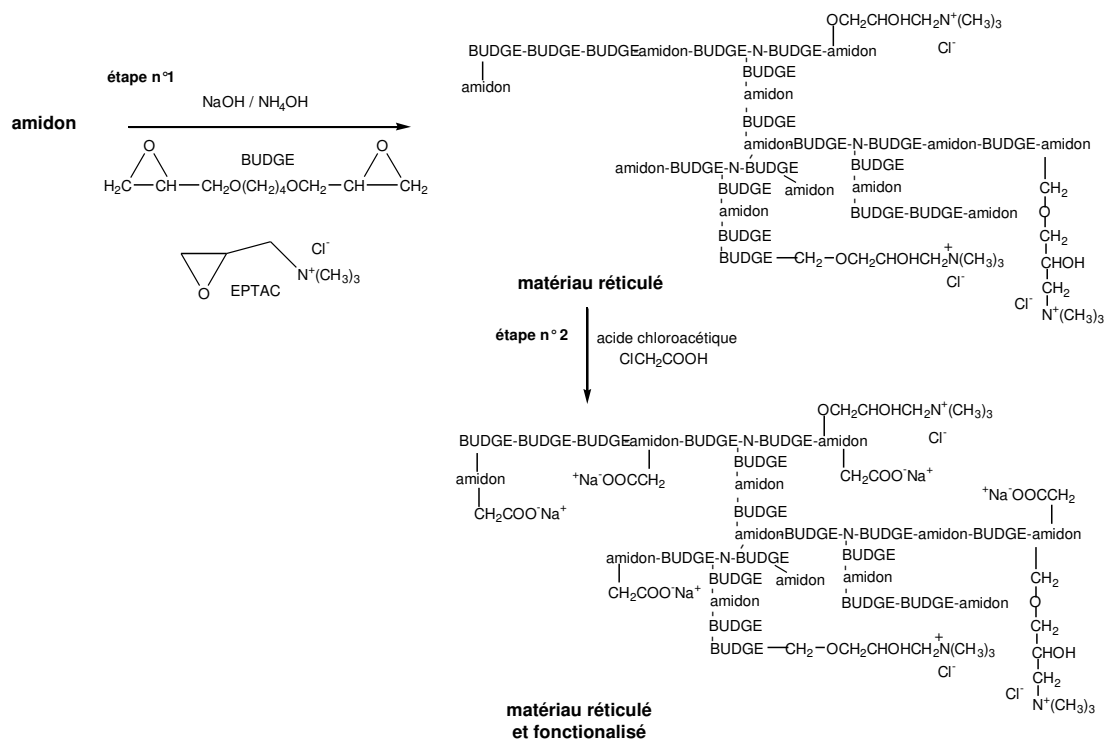 étape n°1
NaOH / NH4OH
amidon
BUDGE
O
O
H2C
CH2O(CH2)4OCH2
CH2
Cl-
N+(CH3)3
O
EPTAC
OCH2CHOHCH2N+(CH3)3
Cl-
BUDGE-BUDGE-BUDGE-amidon-BUDGE-N-BUDGE-amidon
BUDGE
amidon
amidon
BUDGE
amidon-BUDGE-N-BUDGE-amidon-BUDGE-amidon
amidon-BUDGE-N-BUDGE
BUDGE
BUDGE
amidon
amidon
CH2
amidon
BUDGE-BUDGE-amidon
O
BUDGE
CH2
BUDGE-CH2-OCH2CHOHCH2N+(CH3)3
CHOH
Cl-
CH2
Cl-
N+(CH3)3
matériau réticulé
étape n° 2
acide chloroacétique
ClCH2COOH
OCH2CHOHCH2N+(CH3)3
Cl-
BUDGE-BUDGE-BUDGE-amidon-BUDGE-N-BUDGE-amidon
BUDGE
amidon
+Na-OOCCH2
amidon
CH2COO-Na+
CH2COO-Na+
+Na-OOCCH2
BUDGE
amidon-BUDGE-N-BUDGE-amidon-BUDGE-amidon
amidon-BUDGE-N-BUDGE
BUDGE
BUDGE
amidon
amidon
CH2
CH2COO-Na+
amidon
BUDGE-BUDGE-amidon
O
BUDGE
CH2
BUDGE-CH2-OCH2CHOHCH2N+(CH3)3
CHOH
Cl-
CH2
Cl-
N+(CH3)3
matériau réticulé
et fonctionalisé